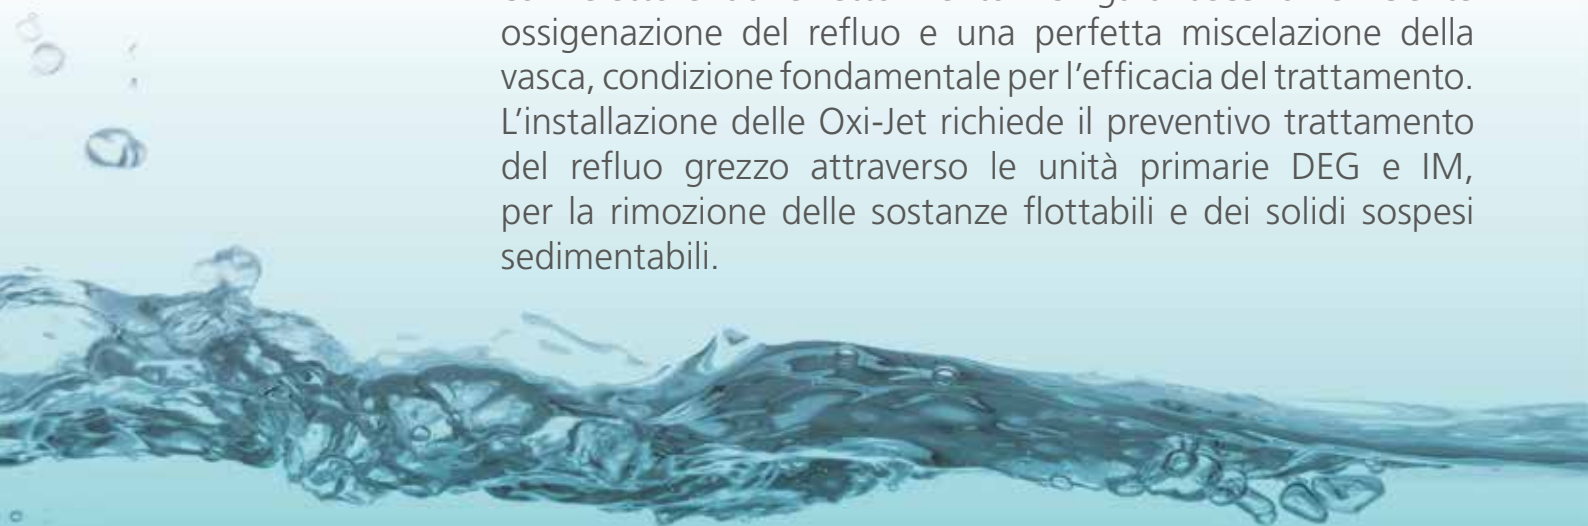 ossigenazione del refluo e una perfetta miscelazione della
vasca, condizione fondamentale per l’efficacia del trattamento.
L’installazione delle Oxi-Jet richiede il preventivo trattamento
del refluo grezzo attraverso le unità primarie DEG e IM,
per la rimozione delle sostanze flottabili e dei solidi sospesi
sedimentabili.